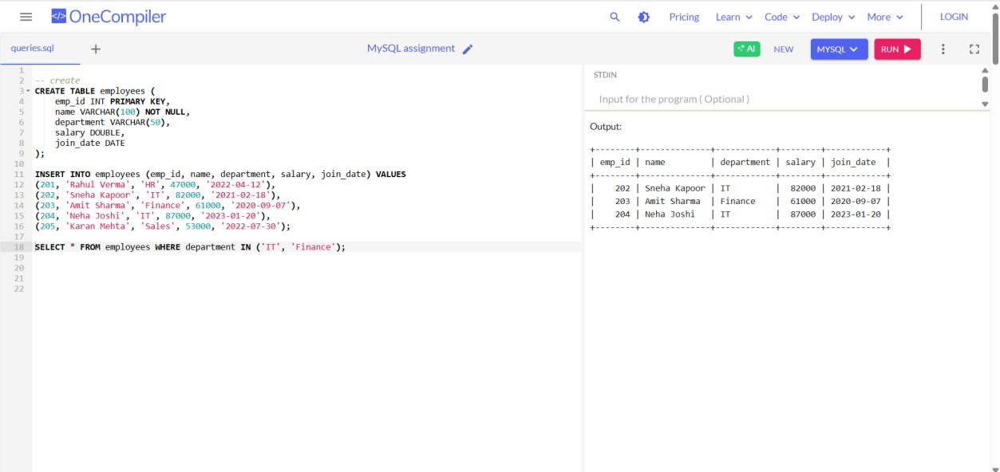 </> OneCompiler
Pricing Learn Code Deploy More LOGIN
queries.sql + MySQL assignment AI NEW MYSQL RUN
1
2 -- create
3 CREATE TABLE employees (
4     emp_id INT PRIMARY KEY,
5     name VARCHAR(100) NOT NULL,
6     department VARCHAR(50),
7     salary DOUBLE,
8     join_date DATE
9 );
10
11 INSERT INTO employees (emp_id, name, department, salary, join_date) VALUES
12 (201, 'Rahul Verma', 'HR', 47000, '2022-04-12'),
13 (202, 'Sneha Kapoor', 'IT', 82000, '2021-02-18'),
14 (203, 'Amit Sharma', 'Finance', 61000, '2020-09-07'),
15 (204, 'Neha Joshi', 'IT', 87000, '2023-01-20'),
16 (205, 'Karan Mehta', 'Sales', 53000, '2022-07-30');
17
18 SELECT * FROM employees WHERE department IN ('IT', 'Finance');
19
20
21
22
STDIN
Input for the program ( Optional )
Output:
+--------+--------------+------------+--------+------------+
| emp_id | name         | department | salary | join_date  |
+--------+--------------+------------+--------+------------+
|    202 | Sneha Kapoor | IT         |  82000 | 2021-02-18 |
|    203 | Amit Sharma  | Finance    |  61000 | 2020-09-07 |
|    204 | Neha Joshi   | IT         |  87000 | 2023-01-20 |
+--------+--------------+------------+--------+------------+